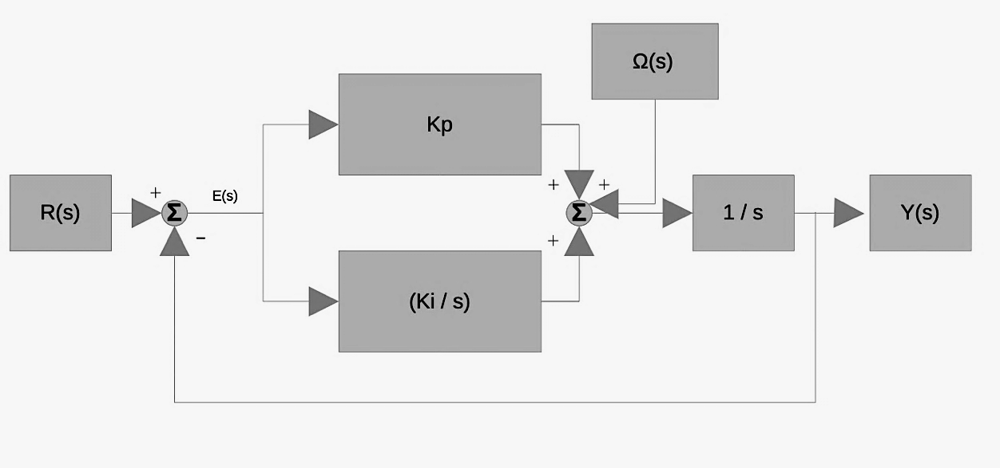 Ω(s)
Kp
+
+
+
E(s)
R(s)
Σ
Σ
1 / s
Y(s)
−
+
(Ki / s)